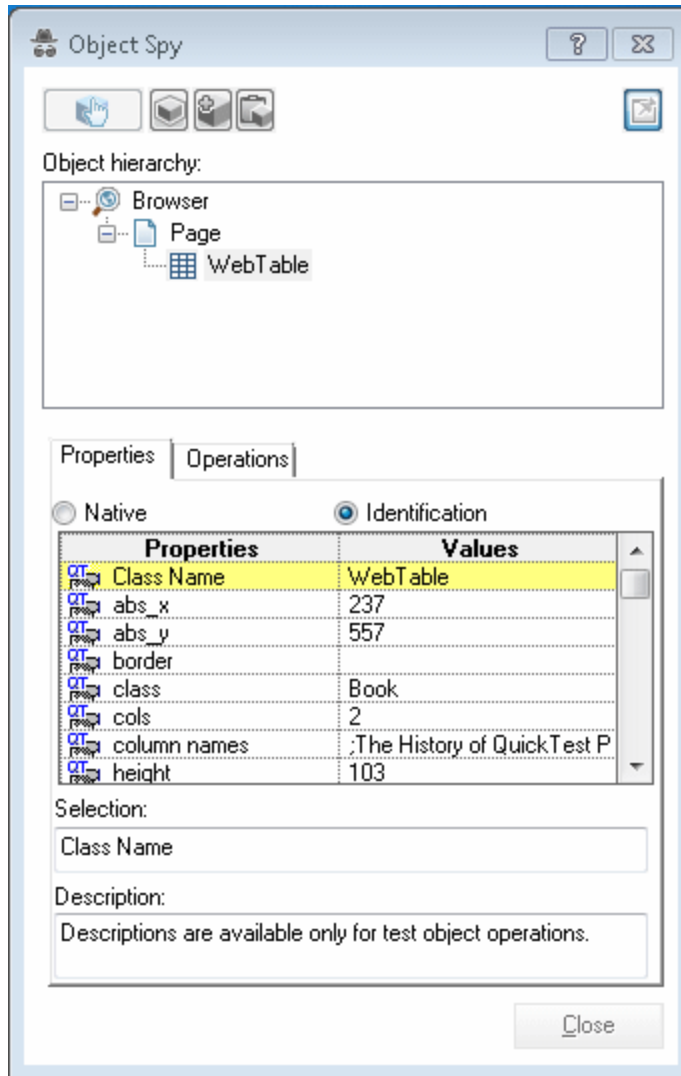 Object Spy
Object hierarchy:
Browser
Page
WebTable
Properties Operations
Native Identification
Properties Values
Class Name WebTable
abs_x 237
abs_y 557
border
class Book
cols 2
column names ;The History of QuickTest P
height 103
Selection:
Class Name
Description:
Descriptions are available only for test object operations.
Close